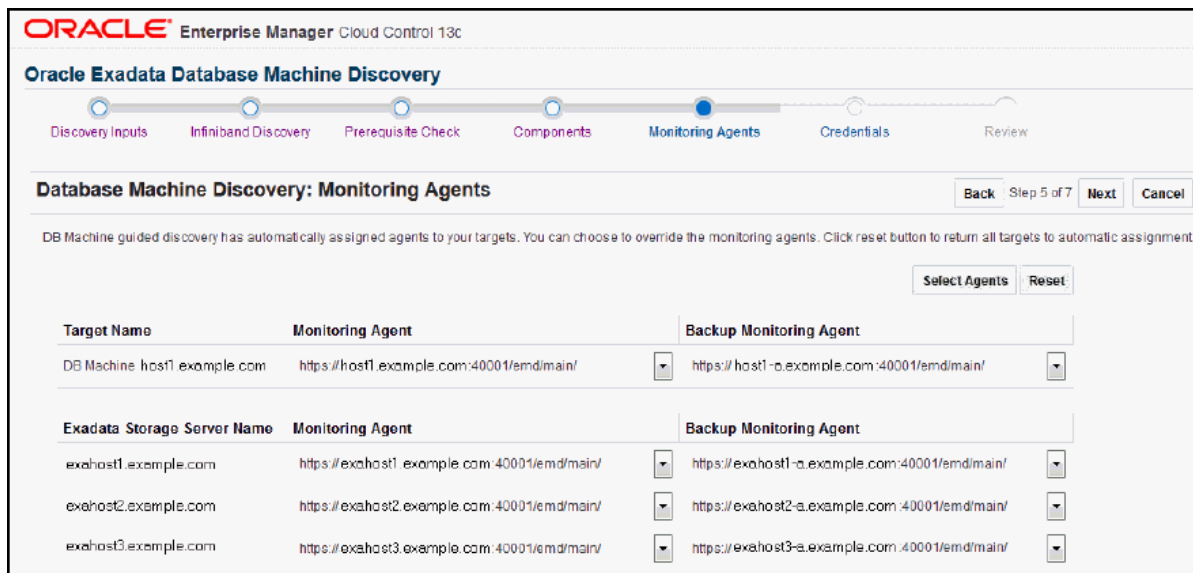 ORACLE® Enterprise Manager Cloud Control 13c
Oracle Exadata Database Machine Discovery
Discovery Inputs Infiniband Discovery Prerequisite Check Components Monitoring Agents Credentials Review
Database Machine Discovery: Monitoring Agents Back Step 5 of 7 Next Cancel
DB Machine guided discovery has automatically assigned agents to your targets. You can choose to override the monitoring agents. Click reset button to return all targets to automatic assignment
Select Agents Reset
Target Name Monitoring Agent Backup Monitoring Agent
DB Machine host1.example.com https://host1.example.com:40001/emd/main/ https://host1-a.example.com:40001/emd/main/
Exadata Storage Server Name Monitoring Agent Backup Monitoring Agent
exahost1.example.com https://exahost1.example.com:40001/emd/main/ https://exahost1-a.example.com:40001/emd/main/
exahost2.example.com https://exahost2.example.com:40001/emd/main/ https://exahost2-a.example.com:40001/emd/main/
exahost3.example.com https://exahost3.example.com:40001/emd/main/ https://exahost3-a.example.com:40001/emd/main/